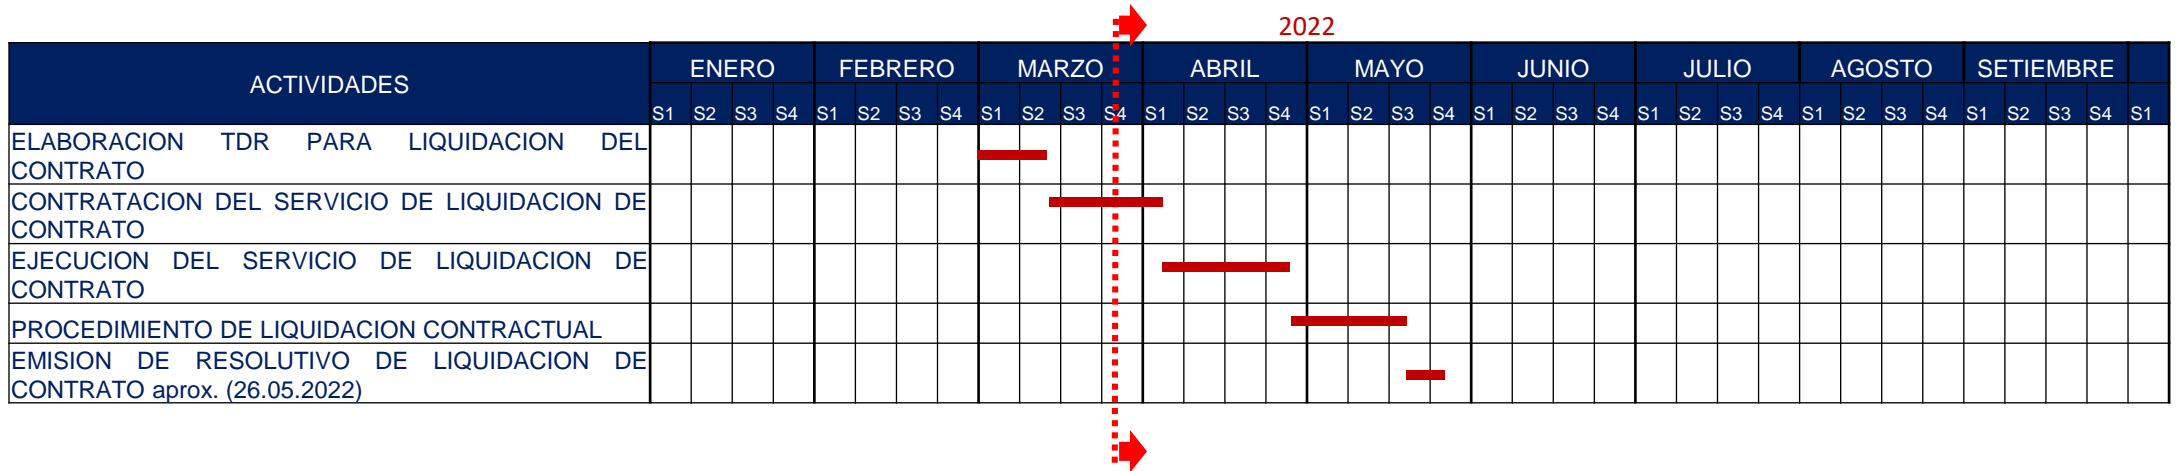 2022
ACTIVIDADES
ENERO FEBRERO MARZO ABRIL MAYO JUNIO JULIO AGOSTO SETIEMBRE
S1 S2 S3 S4 S1 S2 S3 S4 S1 S2 S3 S4 S1 S2 S3 S4 S1 S2 S3 S4 S1 S2 S3 S4 S1 S2 S3 S4 S1 S2 S3 S4 S1 S2 S3 S4 S1
ELABORACION TDR PARA LIQUIDACION DEL
CONTRATO
CONTRATACION DEL SERVICIO DE LIQUIDACION DE
CONTRATO
EJECUCION DEL SERVICIO DE LIQUIDACION DE
CONTRATO
PROCEDIMIENTO DE LIQUIDACION CONTRACTUAL
EMISION DE RESOLUTIVO DE LIQUIDACION DE
CONTRATO aprox. (26.05.2022)